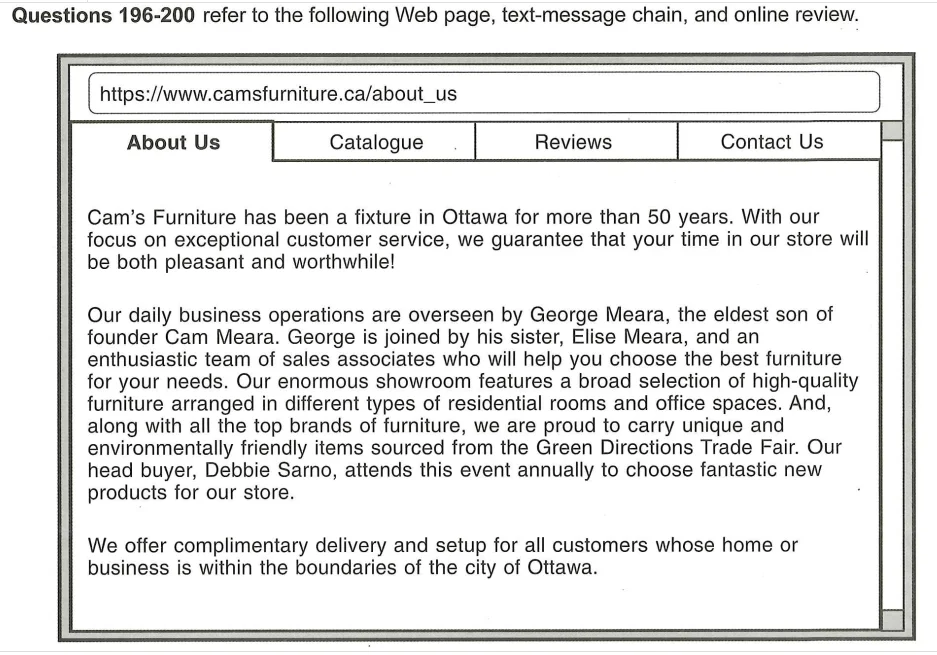 Questions 196-200 refer to the following Web page, text-message chain, and online review.
https://www.camsfurniture.ca/about_us
About Us Catalogue Reviews Contact Us
Cam's Furniture has been a fixture in Ottawa for more than 50 years. With our
focus on exceptional customer service, we guarantee that your time in our store will
be both pleasant and worthwhile!
Our daily business operations are overseen by George Meara, the eldest son of
founder Cam Meara. George is joined by his sister, Elise Meara, and an
enthusiastic team of sales associates who will help you choose the best furniture
for your needs. Our enormous showroom features a broad selection of high-quality
furniture arranged in different types of residential rooms and office spaces. And,
along with all the top brands of furniture, we are proud to carry unique and
environmentally friendly items sourced from the Green Directions Trade Fair. Our
head buyer, Debbie Sarno, attends this event annually to choose fantastic new
products for our store.
We offer complimentary delivery and setup for all customers whose home or
business is within the boundaries of the city of Ottawa.